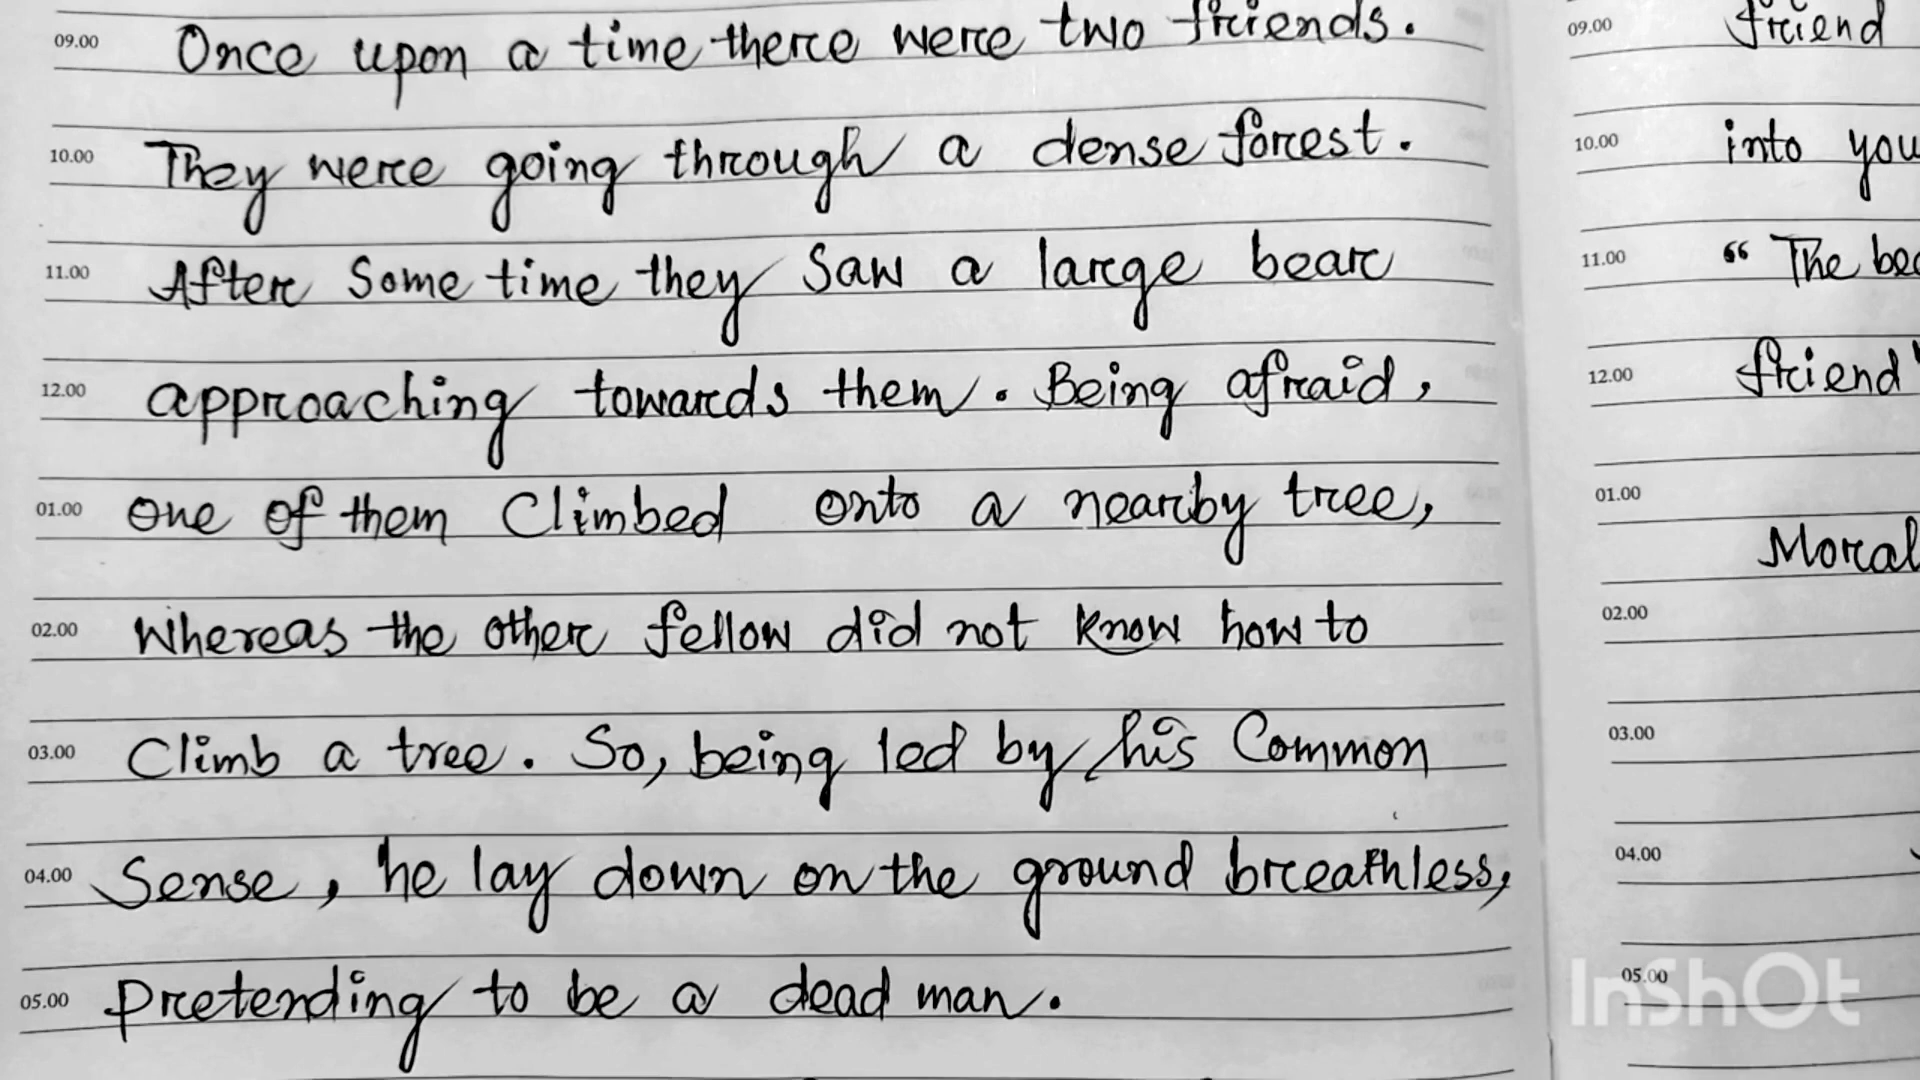 09.00 Once upon a time there were two friends.
10.00 They were going through a dense forest.
11.00 After Some time they Saw a large bear
12.00 approaching towards them. Being afraid,
01.00 one of them Climbed onto a nearby tree,
02.00 Whereas the other fellow did not know how to
03.00 Climb a tree. So, being led by his Common
04.00 Sense, he lay down on the ground breathless,
05.00 pretending to be a dead man.
09.00 friend
10.00 into you
11.00 “ The
12.00 friend"
01.00
Moral
02.00
03.00
04.00
05.00
InShOt